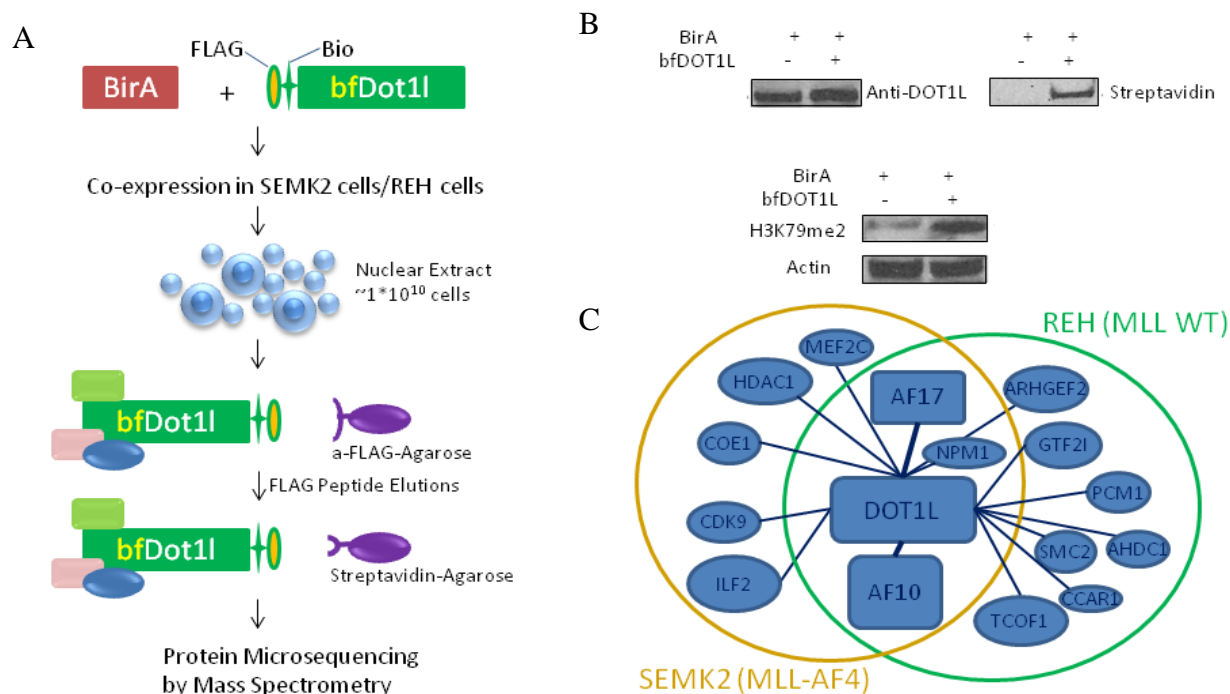 A
FLAG
Bio
BirA
+
bfDot1l
Co-expression in SEMK2 cells/REH cells
Nuclear Extract
~1*10¹⁰ cells
bfDot1l
a-FLAG-Agarose
FLAG Peptide Elutions
bfDot1l
Streptavidin-Agarose
Protein Microsequencing
by Mass Spectrometry
B
BirA + + + +
bfDOT1L - + - +
Anti-DOT1L
Streptavidin
BirA + +
bfDOT1L - +
H3K79me2
Actin
C
REH (MLL WT)
MEF2C
HDAC1
AF17
ARHGEF2
COE1
NPM1
GTF2I
DOT1L
PCM1
CDK9
SMC2
AHDC1
ILF2
AF10
CCAR1
TCOF1
SEMK2 (MLL-AF4)